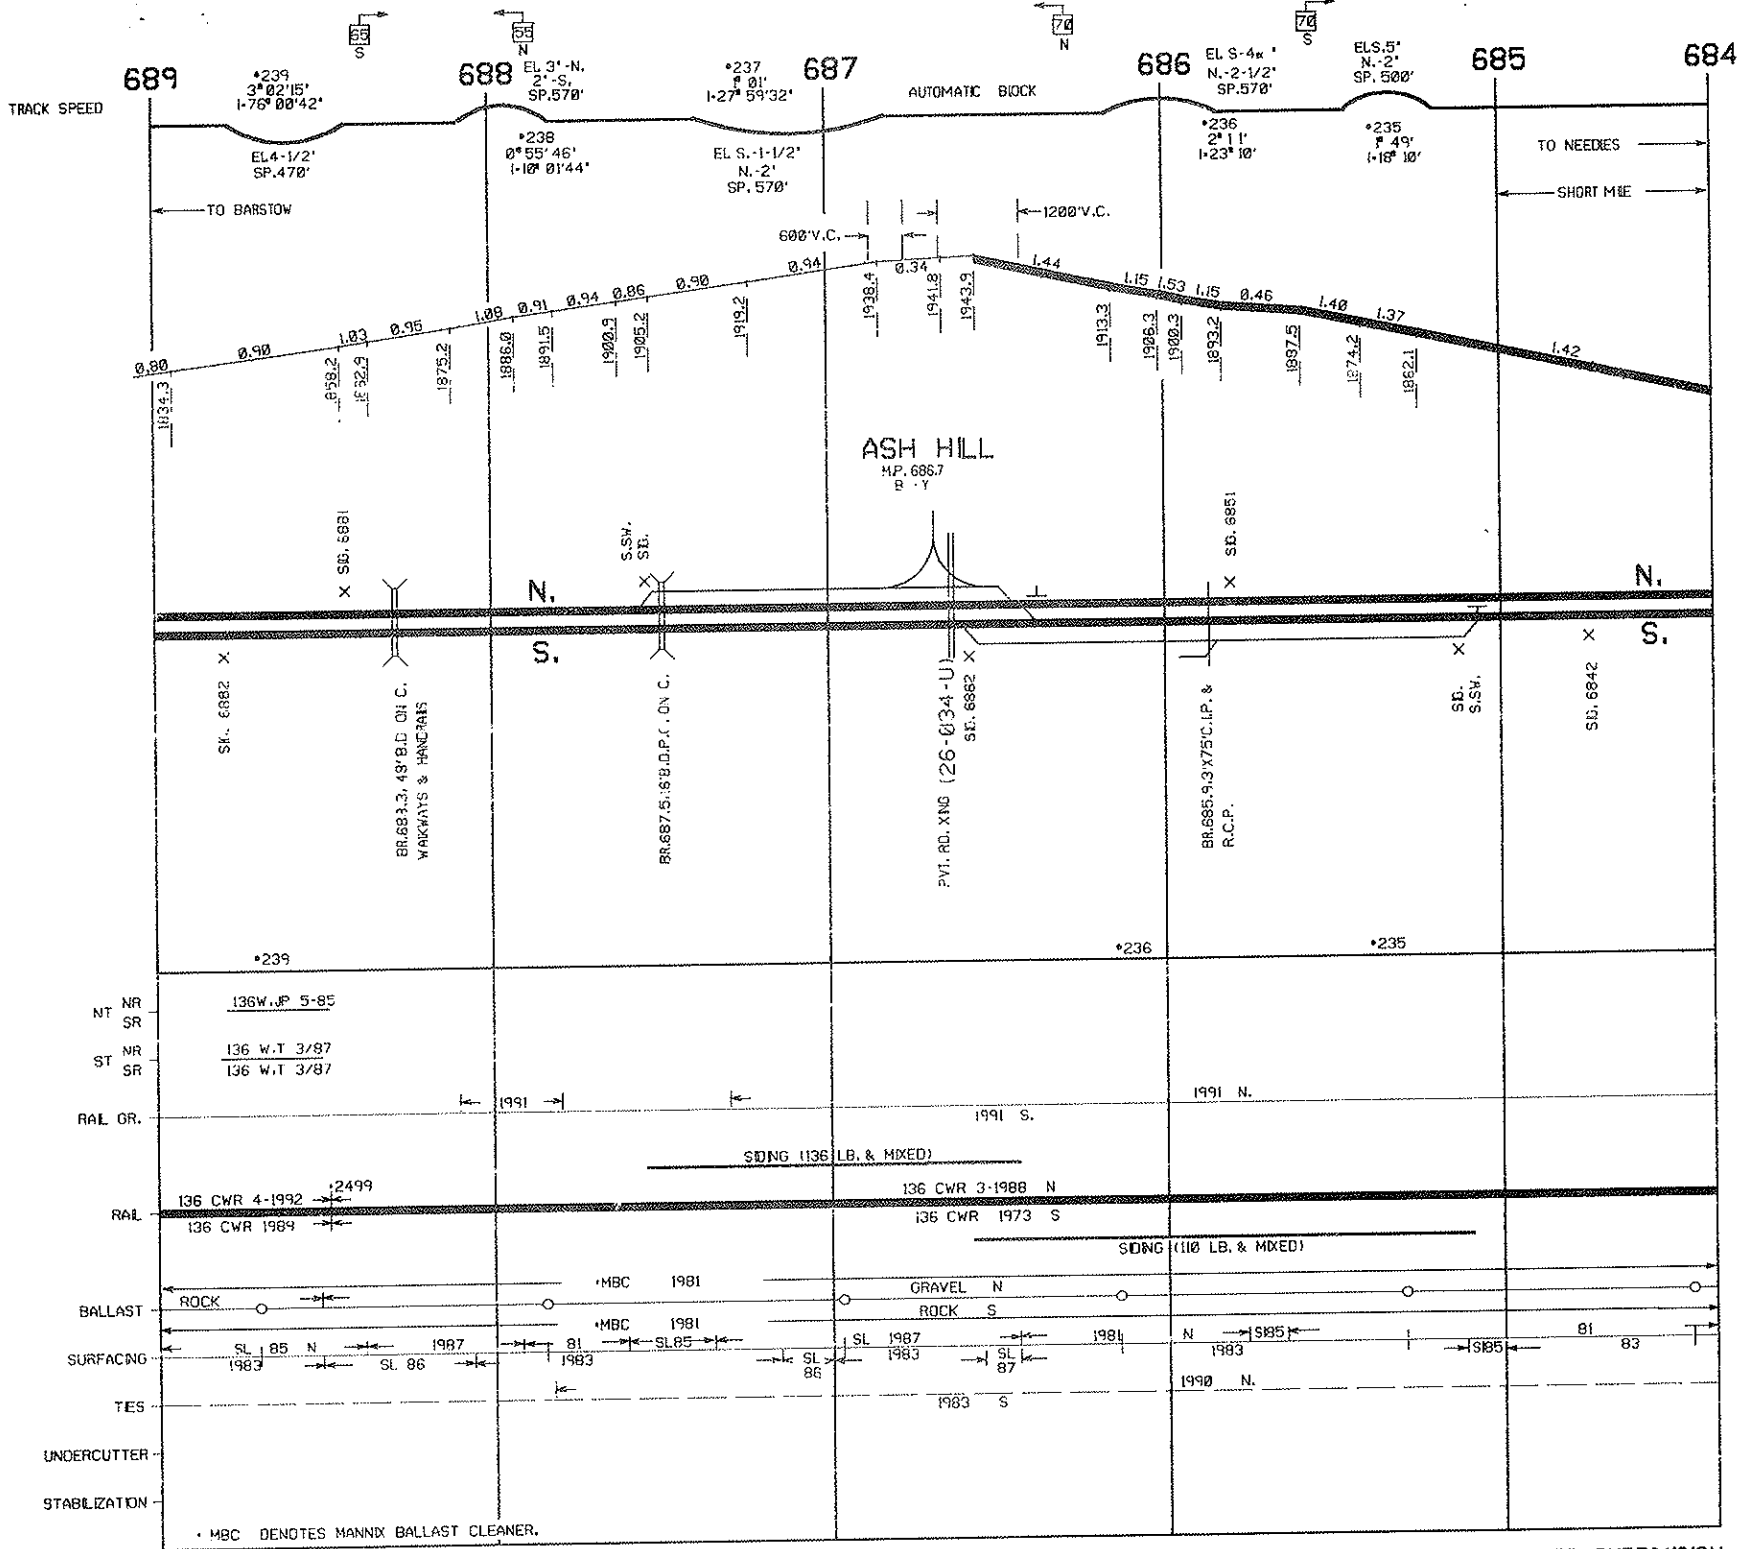 65
S
55
N
70
N
70
S
689
688
687
686
685
684
TRACK SPEED
•239
3° 02'15"
I-76° 00'42"
EL 3"-N.
2"-S.
SP.570'
•237
1° 01'
I-27° 59'32"
AUTOMATIC BLOCK
N.-2-1/2"
SP.570'
ELS.5"
N.-2"
SP. 500'
EL4-1/2"
SP.470'
•238
0° 55'46"
I-10° 01'44"
EL S.-1-1/2"
N.-2"
SP. 570'
•236
2° 11'
I-23° 10'
•235
1° 49'
I-18° 10'
TO NEEDLES
SHORT MILE
TO BARSTOW
600'V.C.
1200'V.C.
0.80
0.90
1.03
0.95
1.08
0.91
0.94
0.86
0.90
0.94
0.34
1.44
1.15
1.53
1.15
0.46
1.40
1.37
1.42
1834.3
1858.2
1862.9
1875.2
1886.0
1891.5
1900.9
1905.2
1919.2
1938.4
1941.8
1943.9
1913.3
1906.3
1900.3
1893.2
1887.5
1874.2
1862.1
ASH HILL
M.P. 686.7
B - Y
SIG. 6881
S.SW.
SIG.
SIG. 6851
N.
N.
S.
S.
6882
BR.688.3, 48' B.D ON C.
WALKWAYS & HANDRAILS
BR.687.5, ON C.
PVT. RD. XING (26-034-U)
SIG. 6862
BR.685.9, 3'X75'C.I.P. &
R.C.P.
SIG.
S.SW.
SIG. 6842
•239
•236
•235
NT NR
SR
136W.JP 5-85
ST NR
SR
136 W.T 3/87
136 W.T 3/87
RAIL GR.
1991
1991 N.
1991 S.
SIDING (136 LB. & MIXED)
136 CWR 4-1992
•2499
136 CWR 3-1988 N
RAIL
136 CWR 1989
136 CWR 1973 S
SIDING (110 LB. & MIXED)
•MBC 1981
GRAVEL N
BALLAST
ROCK
ROCK S
•MBC 1981
SL 85 N
1987
81
SL85
SL 1987
1981
N
SL85
81
SURFACING
1983
SL 86
1983
SL
86
1983
SL
87
1983
SL85
83
1990 N.
TIES
1983 S
UNDERCUTTER
STABILIZATION
• MBC DENOTES MANNIX BALLAST CLEANER.